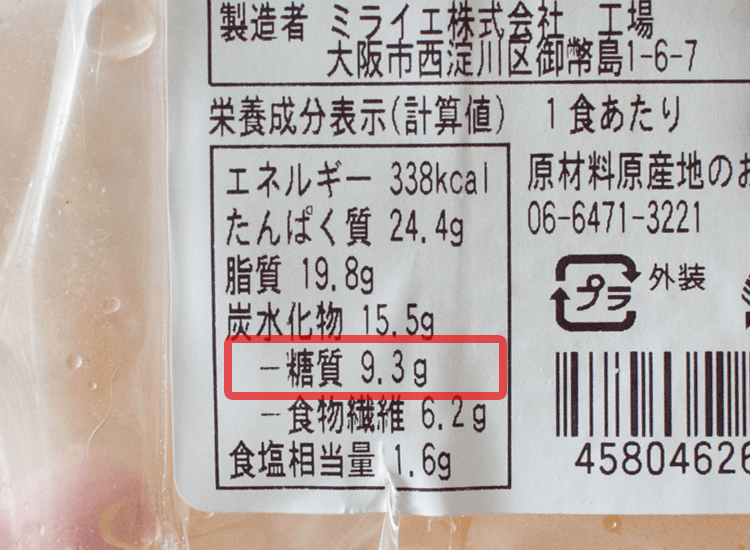 製造者 ミライエ株式会社 工場
大阪市西淀川区御幣島1-6-7
栄養成分表示(計算値) 1食あたり
エネルギー 338kcal
たんぱく質 24.4g
脂質 19.8g
炭水化物 15.5g
－糖質 9.3g
－食物繊維 6.2g
食塩相当量 1.6g
原材料原産地のお
06-6471-3221
プラ 外装
45804626